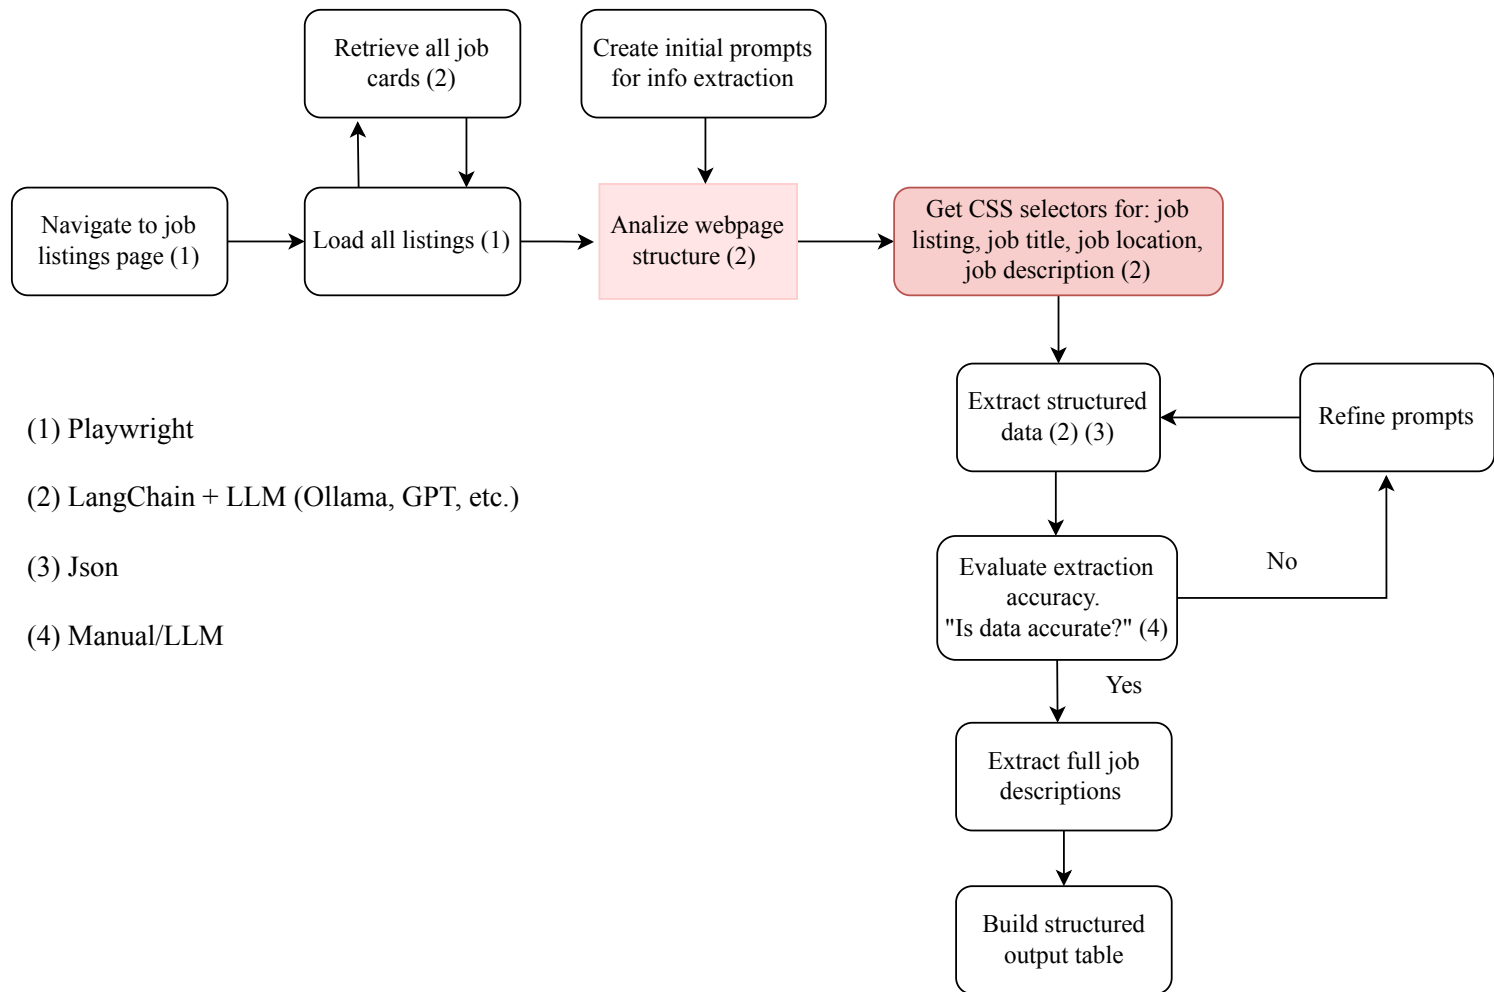 Retrieve all job
cards (2)
Create initial prompts
for info extraction
Navigate to job
listings page (1)
Load all listings (1)
Analize webpage
structure (2)
Get CSS selectors for: job
listing, job title, job location,
job description (2)
Extract structured
data (2) (3)
Refine prompts
(1) Playwright
(2) LangChain + LLM (Ollama, GPT, etc.)
(3) Json
(4) Manual/LLM
Evaluate extraction
accuracy.
"Is data accurate?" (4)
No
Yes
Extract full job
descriptions
Build structured
output table